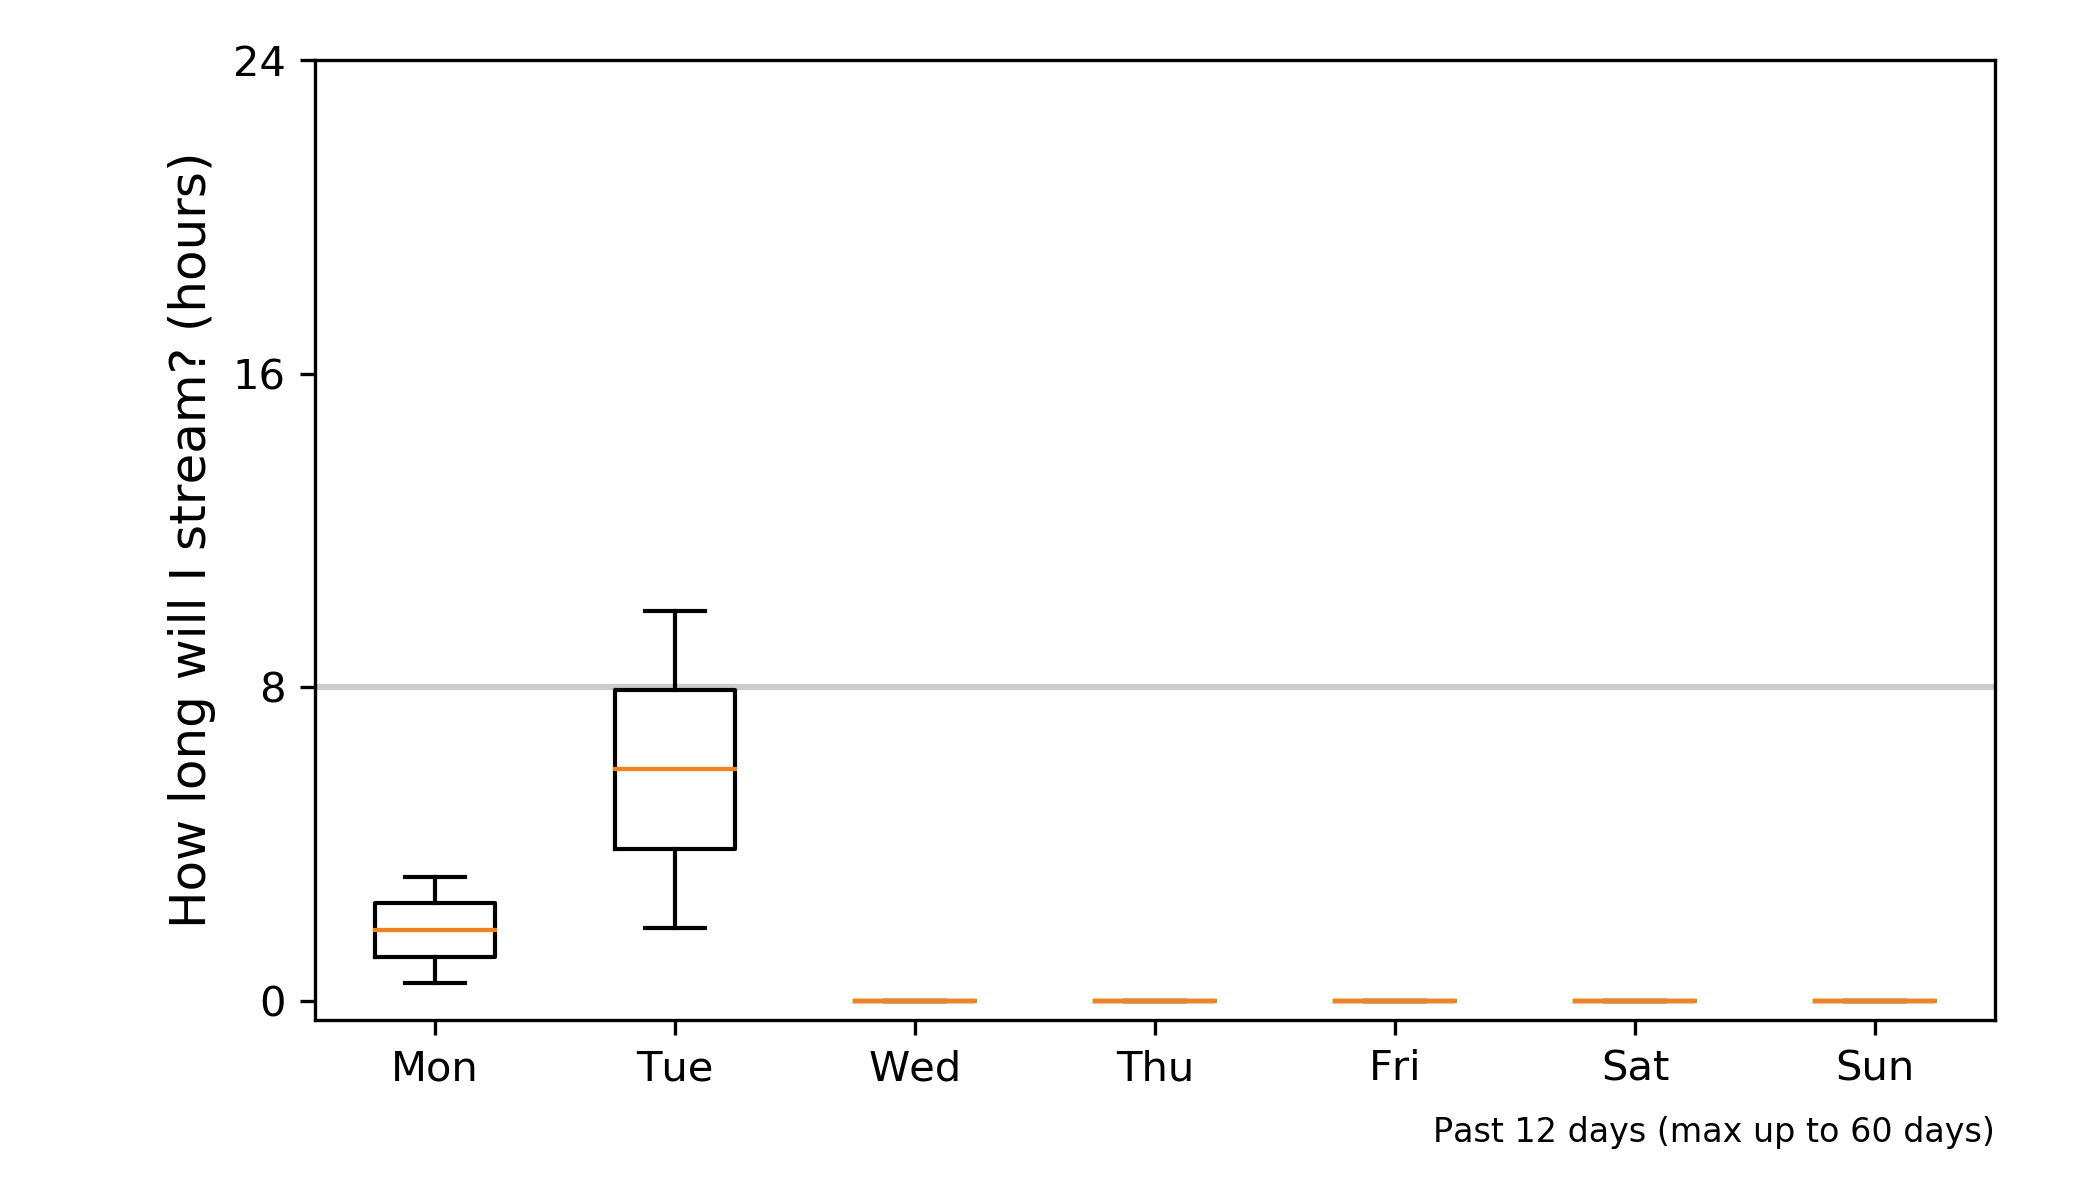 How long will I stream? (hours)
24
16
8
0
Mon Tue Wed Thu Fri Sat Sun
Past 12 days (max up to 60 days)